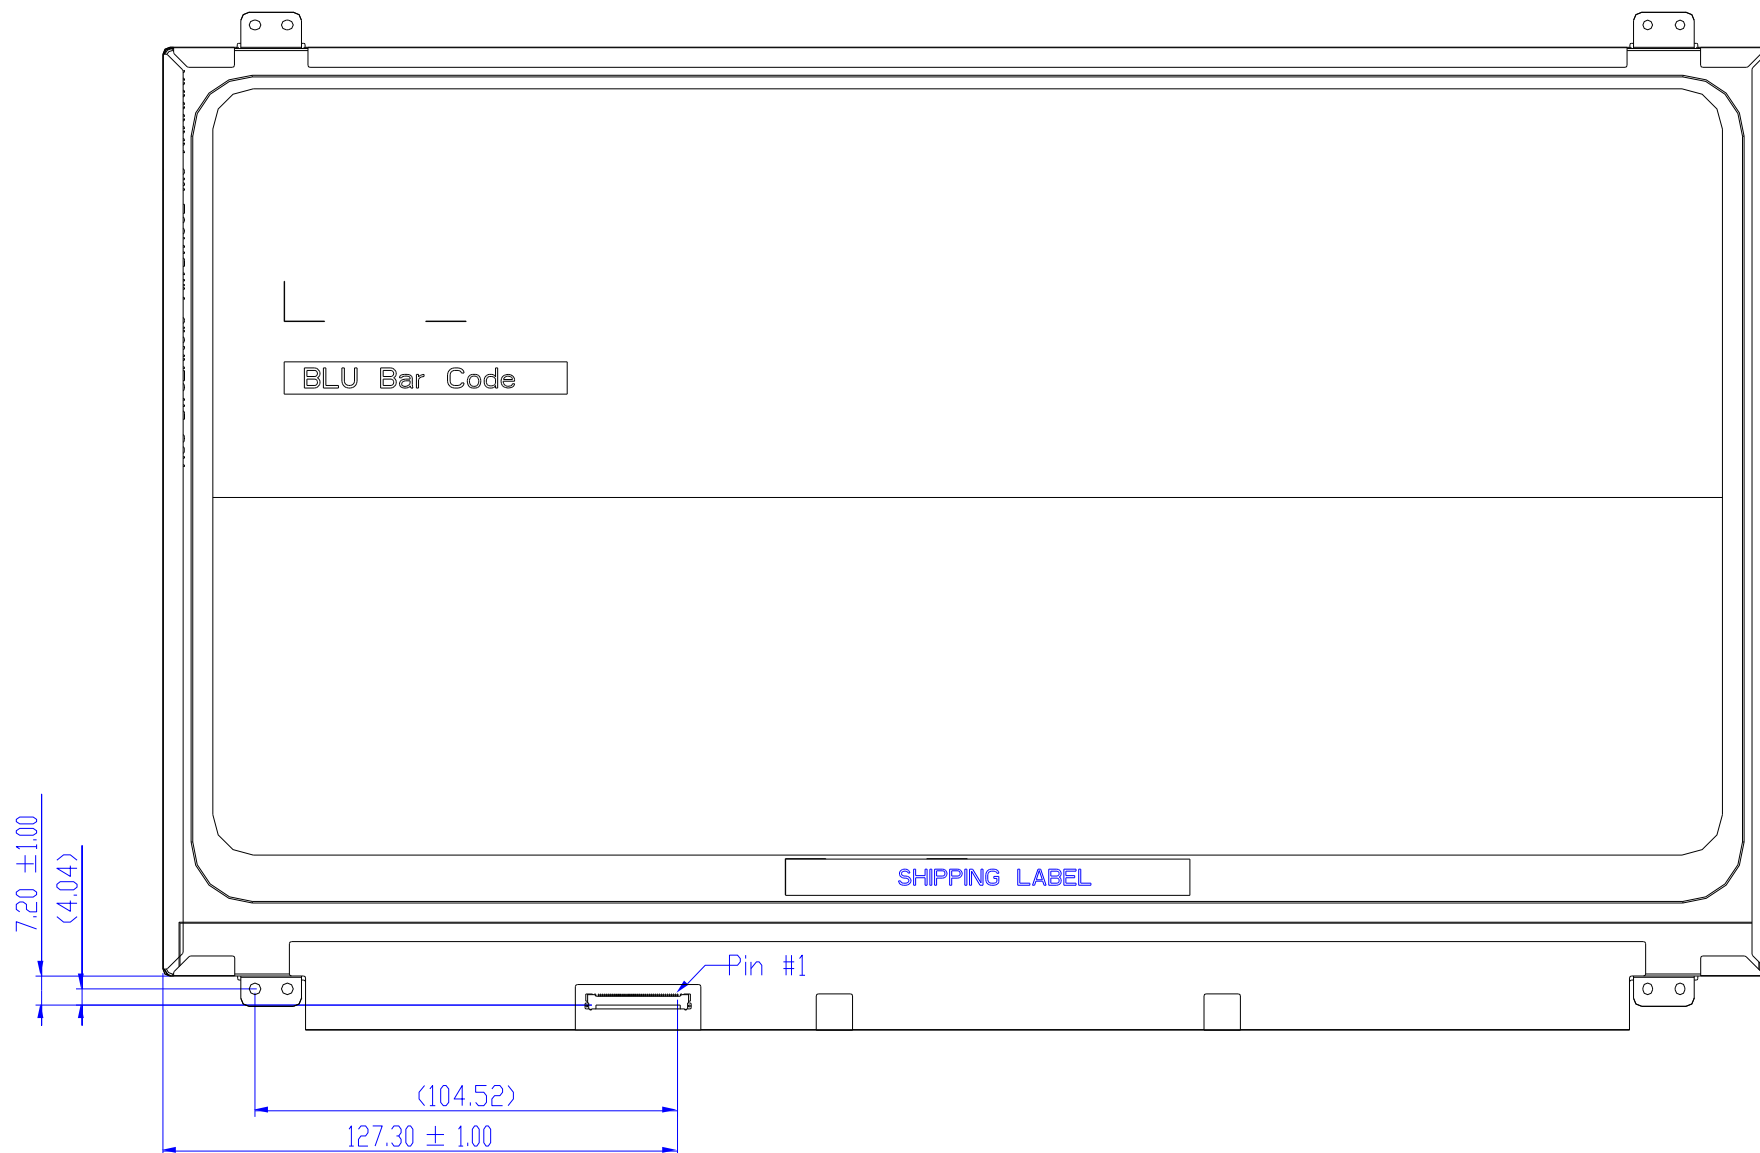 BLU Bar Code
SHIPPING LABEL
Pin #1
7.20 ±1.00
(4.04)
(104.52)
127.30 ± 1.00